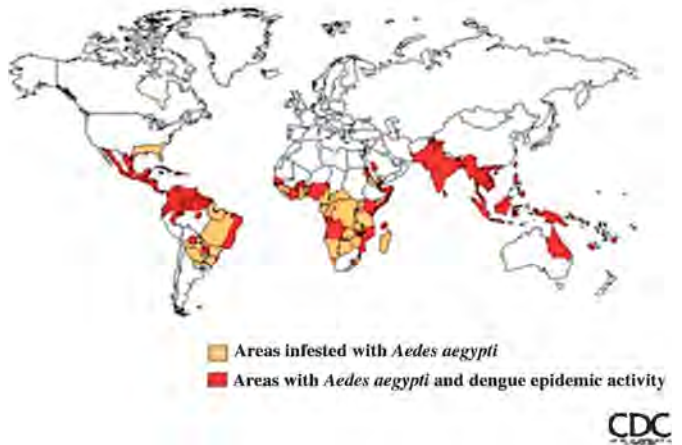 Areas infested with Aedes aegypti
Areas with Aedes aegypti and dengue epidemic activity
CDC